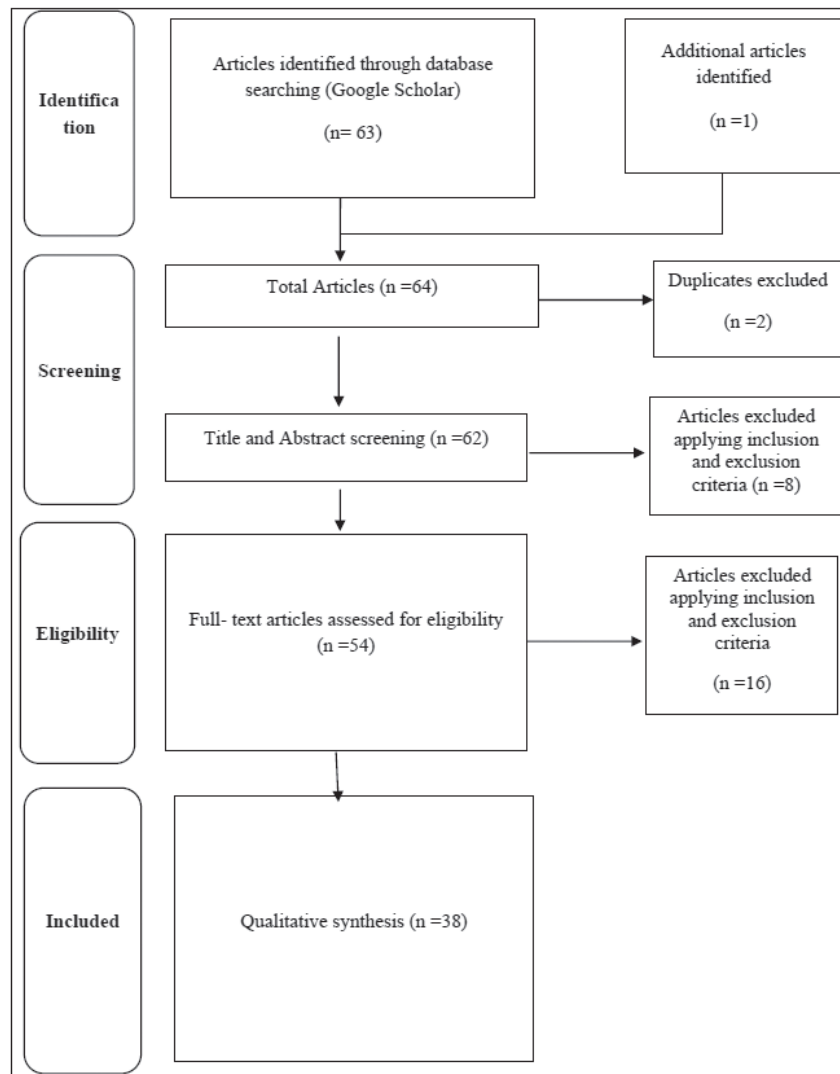 Identifica
tion
Articles identified through database
searching (Google Scholar)
(n= 63)
Additional articles
identified
(n =1)
Screening
Total Articles (n =64)
Duplicates excluded
(n =2)
Title and Abstract screening (n =62)
Articles excluded
applying inclusion
and exclusion
criteria (n =8)
Eligibility
Full- text articles assessed for eligibility
(n =54)
Articles excluded
applying inclusion
and exclusion
criteria
(n =16)
Included
Qualitative synthesis (n =38)